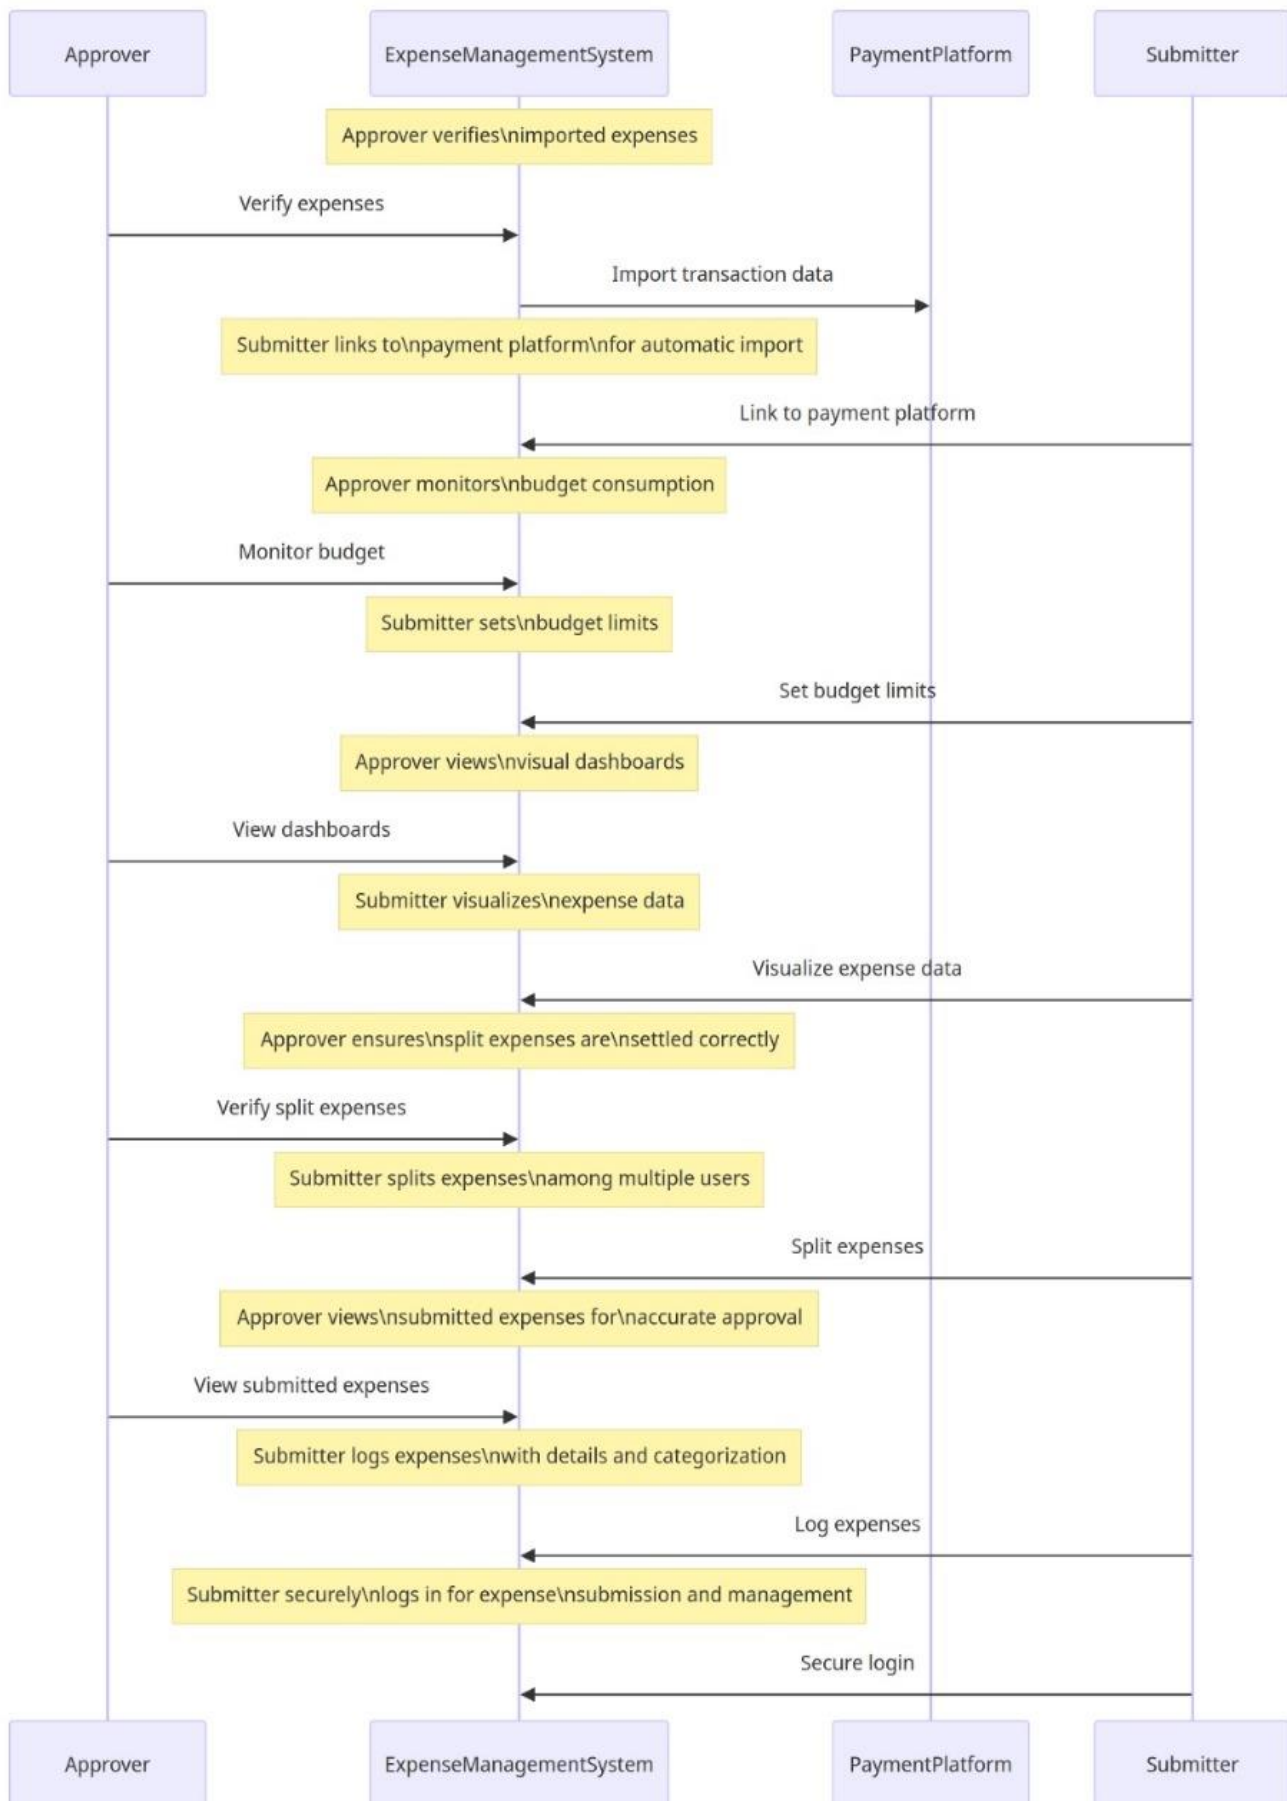 Approver
ExpenseManagementSystem
PaymentPlatform
Submitter
Approver verifies\nimported expenses
Verify expenses
Import transaction data
Submitter links to\npayment platform\nfor automatic import
Link to payment platform
Approver monitors\nbudget consumption
Monitor budget
Submitter sets\nbudget limits
Set budget limits
Approver views\nvisual dashboards
View dashboards
Submitter visualizes\nexpense data
Visualize expense data
Approver ensures\nsplit expenses are\nsettled correctly
Verify split expenses
Submitter splits expenses\namong multiple users
Split expenses
Approver views\nsubmitted expenses for\naccurate approval
View submitted expenses
Submitter logs expenses\nwith details and categorization
Log expenses
Submitter securely\nlogs in for expense\nsubmission and management
Secure login
Approver
ExpenseManagementSystem
PaymentPlatform
Submitter